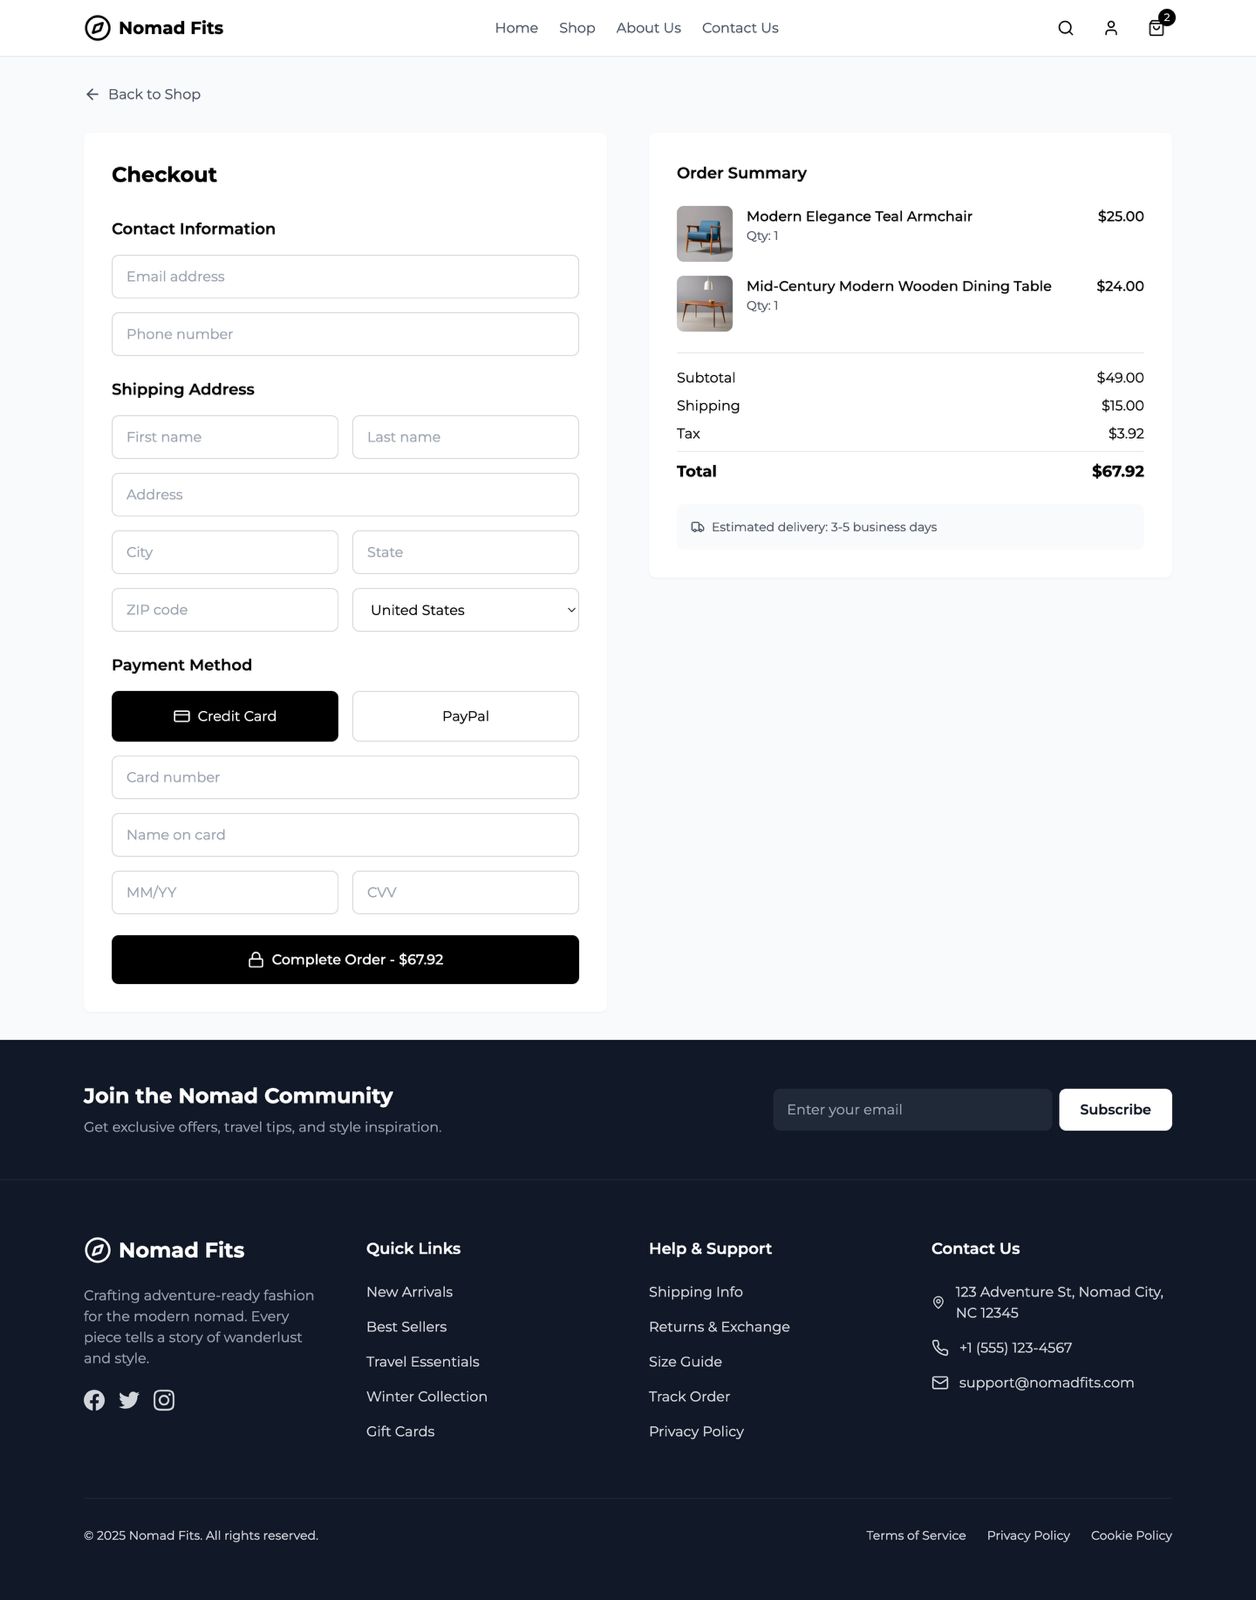 Nomad Fits
Home Shop About Us Contact Us
2
Back to Shop
Checkout
Contact Information
Email address
Phone number
Shipping Address
First name Last name
Address
City State
ZIP code United States
Payment Method
Credit Card PayPal
Card number
Name on card
MM/YY CVV
Complete Order - $67.92
Order Summary
Modern Elegance Teal Armchair $25.00
Qty: 1
Mid-Century Modern Wooden Dining Table $24.00
Qty: 1
Subtotal $49.00
Shipping $15.00
Tax $3.92
Total $67.92
Estimated delivery: 3-5 business days
Join the Nomad Community
Get exclusive offers, travel tips, and style inspiration.
Enter your email Subscribe
Nomad Fits
Crafting adventure-ready fashion
for the modern nomad. Every
piece tells a story of wanderlust
and style.
Quick Links
New Arrivals
Best Sellers
Travel Essentials
Winter Collection
Gift Cards
Help & Support
Shipping Info
Returns & Exchange
Size Guide
Track Order
Privacy Policy
Contact Us
123 Adventure St, Nomad City,
NC 12345
+1 (555) 123-4567
support@nomadfits.com
© 2025 Nomad Fits. All rights reserved.
Terms of Service Privacy Policy Cookie Policy